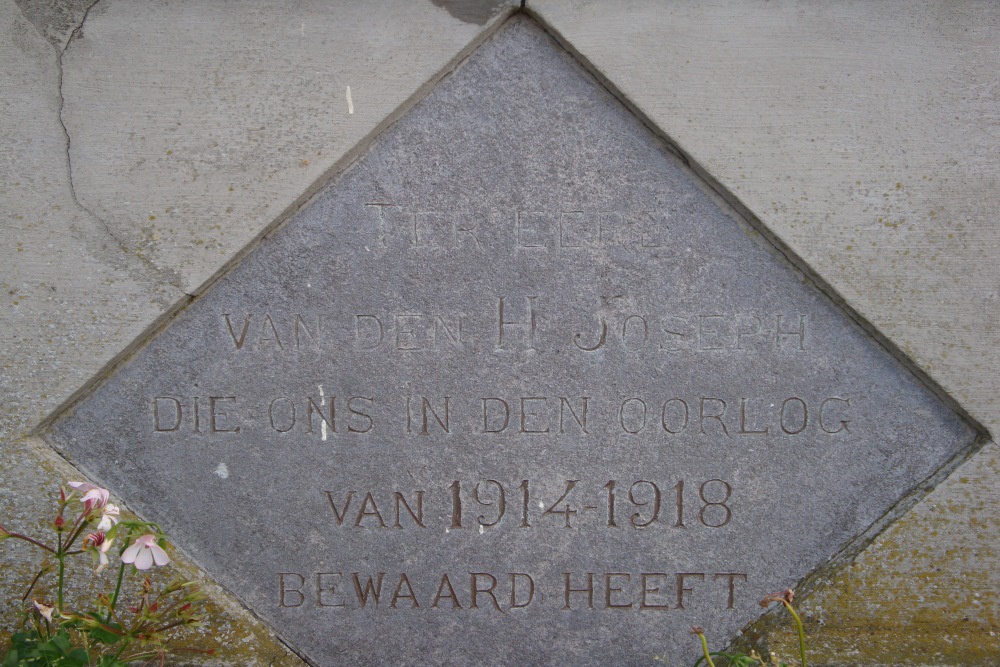 TER EERE
VAN DEN H. JOSEPH
DIE ONS IN DEN OORLOG
VAN 1914-1918
BEWAARD HEEFT